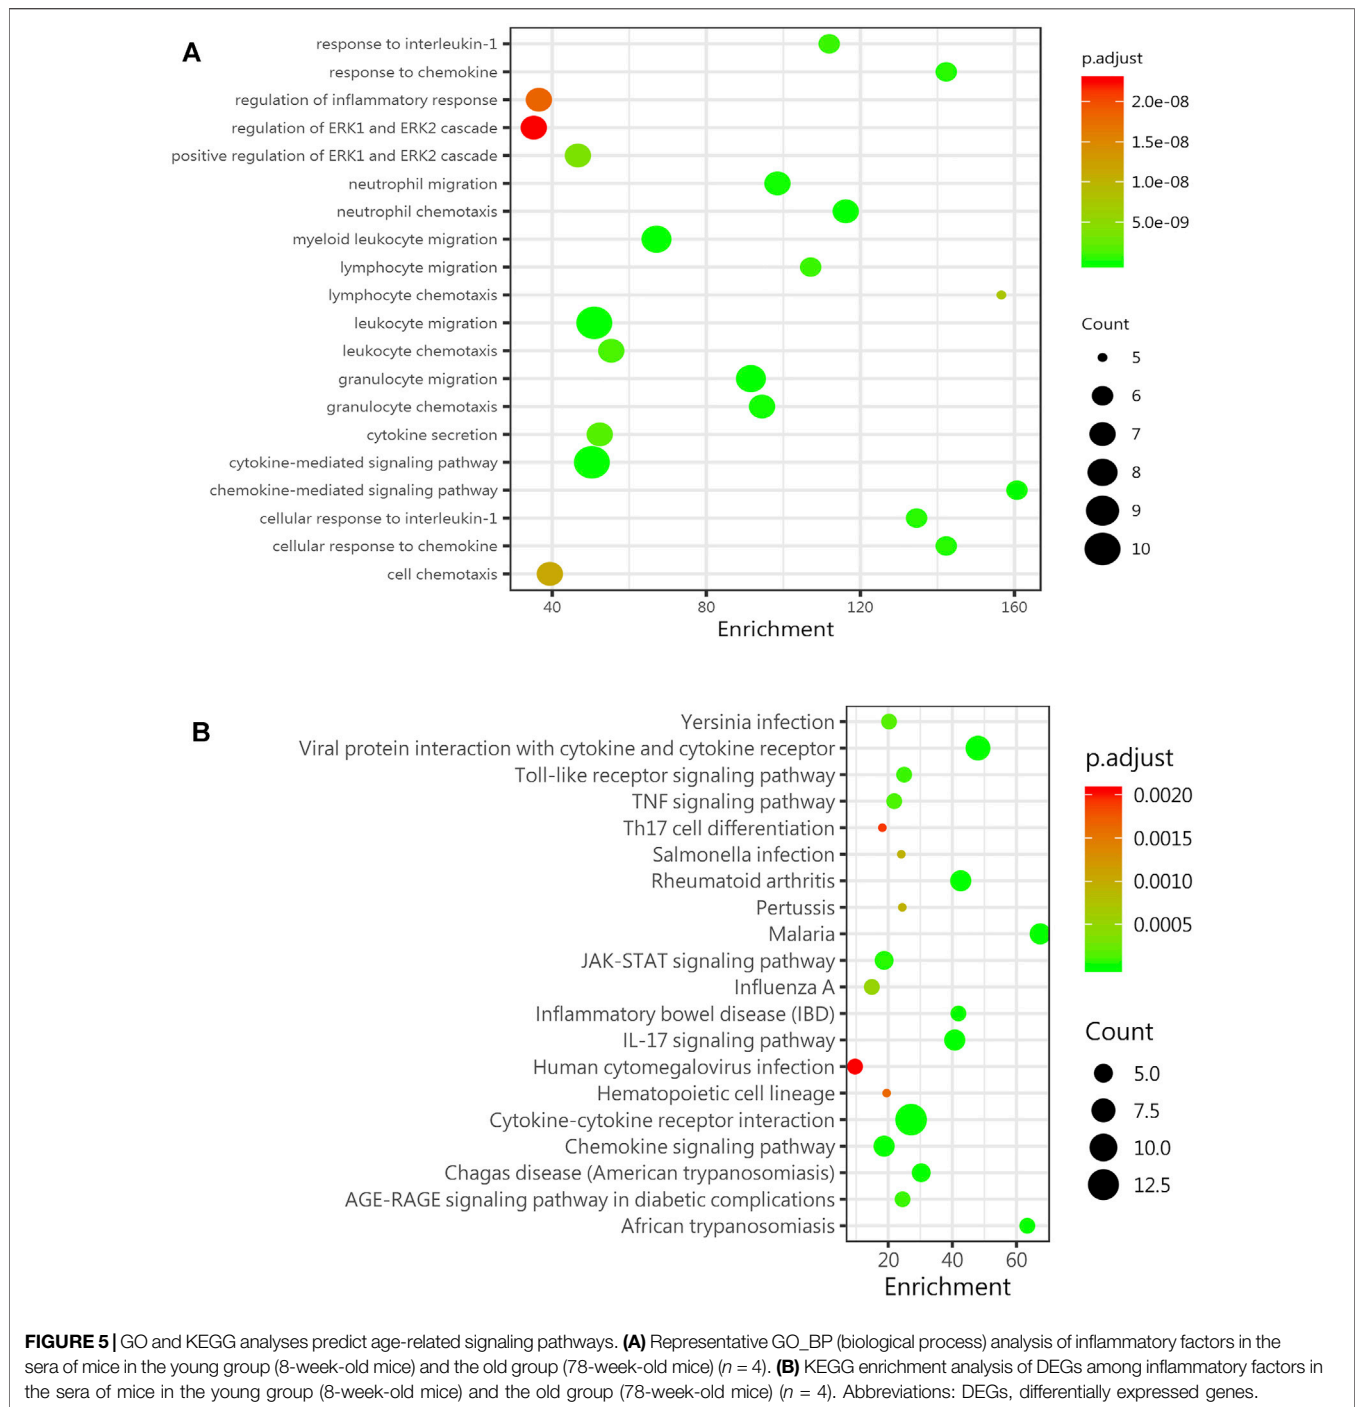 A
response to interleukin-1
response to chemokine
regulation of inflammatory response
regulation of ERK1 and ERK2 cascade
positive regulation of ERK1 and ERK2 cascade
neutrophil migration
neutrophil chemotaxis
myeloid leukocyte migration
lymphocyte migration
lymphocyte chemotaxis
leukocyte migration
leukocyte chemotaxis
granulocyte migration
granulocyte chemotaxis
cytokine secretion
cytokine-mediated signaling pathway
chemokine-mediated signaling pathway
cellular response to interleukin-1
cellular response to chemokine
cell chemotaxis
40 80 120 160
Enrichment
p.adjust
2.0e-08
1.5e-08
1.0e-08
5.0e-09
Count
5
6
7
8
9
10
B
Yersinia infection
Viral protein interaction with cytokine and cytokine receptor
Toll-like receptor signaling pathway
TNF signaling pathway
Th17 cell differentiation
Salmonella infection
Rheumatoid arthritis
Pertussis
Malaria
JAK-STAT signaling pathway
Influenza A
Inflammatory bowel disease (IBD)
IL-17 signaling pathway
Human cytomegalovirus infection
Hematopoietic cell lineage
Cytokine-cytokine receptor interaction
Chemokine signaling pathway
Chagas disease (American trypanosomiasis)
AGE-RAGE signaling pathway in diabetic complications
African trypanosomiasis
20 40 60
Enrichment
p.adjust
0.0020
0.0015
0.0010
0.0005
Count
5.0
7.5
10.0
12.5
FIGURE 5 | GO and KEGG analyses predict age-related signaling pathways. (A) Representative GO_BP (biological process) analysis of inflammatory factors in the
sera of mice in the young group (8-week-old mice) and the old group (78-week-old mice) (n = 4). (B) KEGG enrichment analysis of DEGs among inflammatory factors in
the sera of mice in the young group (8-week-old mice) and the old group (78-week-old mice) (n = 4). Abbreviations: DEGs, differentially expressed genes.